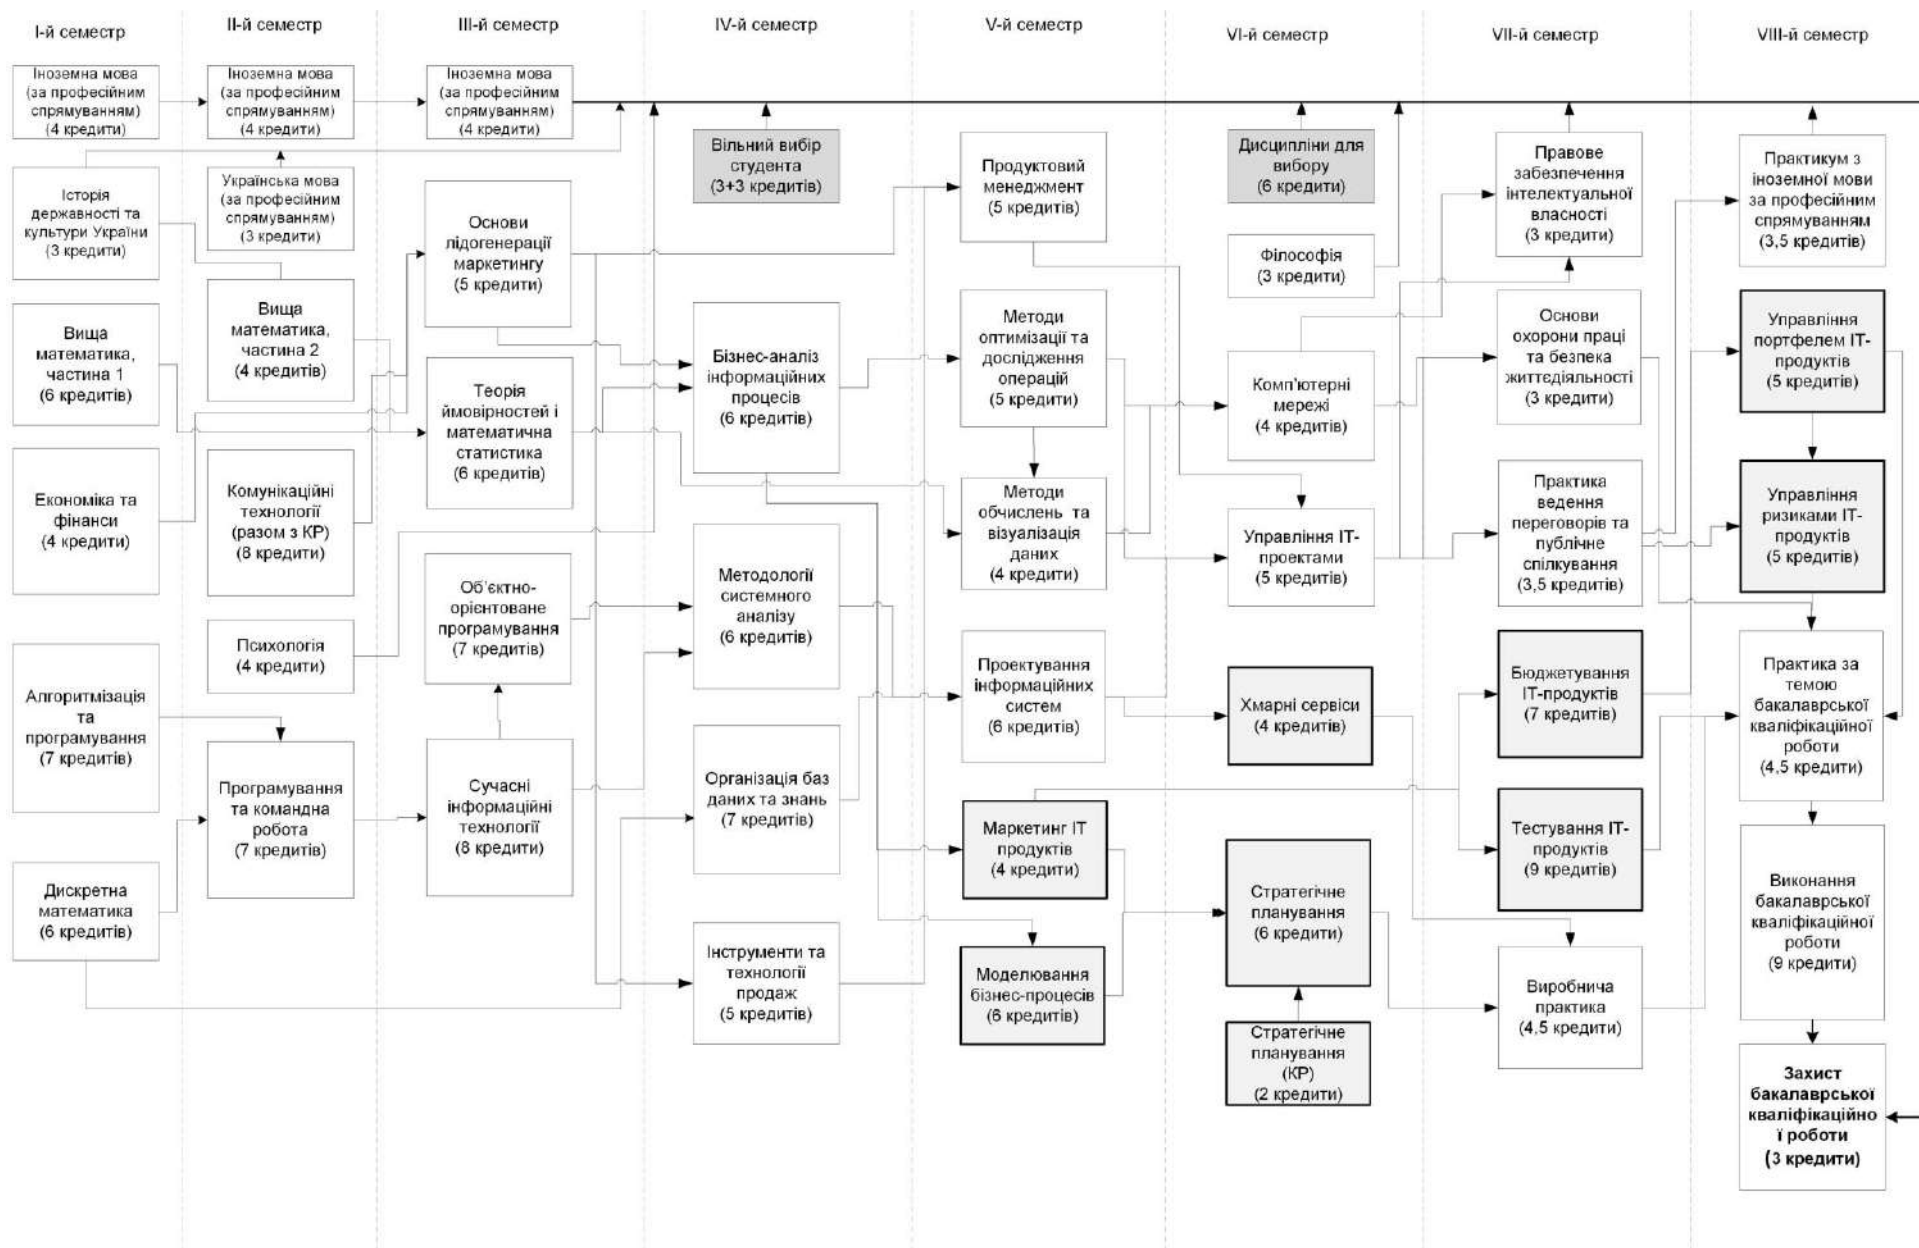 І-й семестр
ІІ-й семестр
ІІІ-й семестр
IV-й семестр
V-й семестр
VI-й семестр
VII-й семестр
VIII-й семестр
Іноземна мова
(за професійним
спрямуванням)
(4 кредити)
Історія
державності та
культури України
(3 кредити)
Вища
математика,
частина 1
(6 кредитів)
Економіка та
фінанси
(4 кредити)
Алгоритмізація
та
програмування
(7 кредитів)
Дискретна
математика
(6 кредитів)
Іноземна мова
(за професійним
спрямуванням)
(4 кредити)
Українська мова
(за професійним
спрямуванням)
(3 кредити)
Вища
математика,
частина 2
(4 кредитів)
Комунікаційні
технології
(разом з КР)
(8 кредити)
Психологія
(4 кредити)
Програмування
та командна
робота
(7 кредитів)
Іноземна мова
(за професійним
спрямуванням)
(4 кредити)
Основи
лідогенерації
маркетингу
(5 кредити)
Теорія
ймовірностей і
математична
статистика
(6 кредитів)
Об'єктно-
орієнтоване
програмування
(7 кредитів)
Сучасні
інформаційні
технології
(8 кредити)
Вільний вибір
студента
(3+3 кредитів)
Бізнес-аналіз
інформаційних
процесів
(6 кредитів)
Методології
системного
аналізу
(6 кредитів)
Організація баз
даних та знань
(7 кредитів)
Інструменти та
технології
продаж
(5 кредитів)
Продуктовий
менеджмент
(5 кредитів)
Методи
оптимізації та
дослідження
операцій
(5 кредити)
Методи
обчислень та
візуалізація
даних
(4 кредити)
Проектування
інформаційних
систем
(6 кредитів)
Маркетинг ІТ
продуктів
(4 кредити)
Моделювання
бізнес-процесів
(6 кредитів)
Дисципліни для
вибору
(6 кредити)
Філософія
(3 кредити)
Комп'ютерні
мережі
(4 кредитів)
Управління ІТ-
проектами
(5 кредитів)
Хмарні сервіси
(4 кредитів)
Стратегічне
планування
(6 кредити)
Стратегічне
планування
(КР)
(2 кредити)
Правове
забезпечення
інтелектуальної
власності
(3 кредити)
Основи
охорони праці
та безпека
життєдіяльності
(3 кредити)
Практика
ведення
переговорів та
публічне
спілкування
(3,5 кредитів)
Бюджетування
ІТ-продуктів
(7 кредитів)
Тестування ІТ-
продуктів
(9 кредитів)
Виробнича
практика
(4,5 кредити)
Практикум з
іноземної мови
за професійним
спрямуванням
(3,5 кредитів)
Управління
портфелем ІТ-
продуктів
(5 кредитів)
Управління
ризиками ІТ-
продуктів
(5 кредитів)
Практика за
темою
бакалаврської
кваліфікаційної
роботи
(4,5 кредити)
Виконання
бакалаврської
кваліфікаційної
роботи
(9 кредити)
Захист
бакалаврської
кваліфікаційно
ї роботи
(3 кредити)